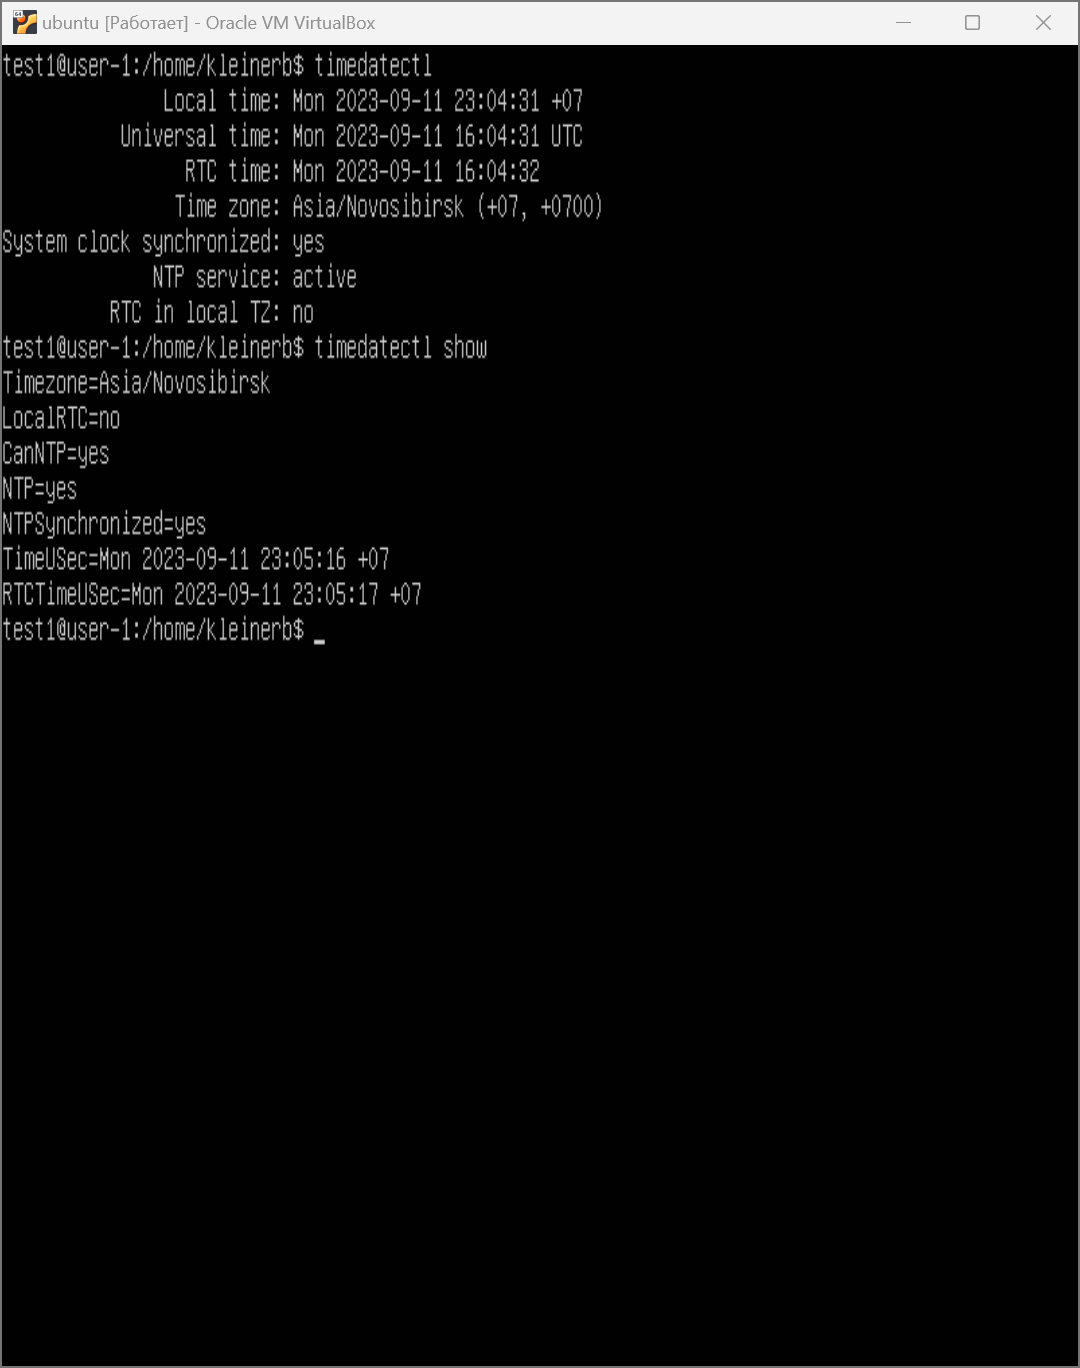 ubuntu [Работает] - Oracle VM VirtualBox
test1@user-1:/home/kleinerb$ timedatectl
Local time: Mon 2023-09-11 23:04:31 +07
Universal time: Mon 2023-09-11 16:04:31 UTC
RTC time: Mon 2023-09-11 16:04:32
Time zone: Asia/Novosibirsk (+07, +0700)
System clock synchronized: yes
NTP service: active
RTC in local TZ: no
test1@user-1:/home/kleinerb$ timedatectl show
Timezone=Asia/Novosibirsk
LocalRTC=no
CanNTP=yes
NTP=yes
NTPSynchronized=yes
TimeUSec=Mon 2023-09-11 23:05:16 +07
RTCTimeUSec=Mon 2023-09-11 23:05:17 +07
test1@user-1:/home/kleinerb$ _